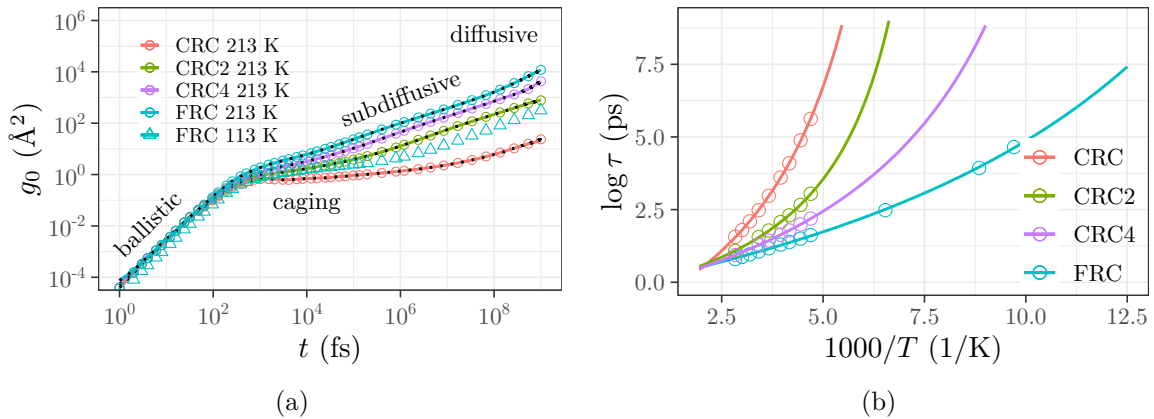 10^6
10^4
10^2
10^0
10^-2
10^-4
g_0 (Å^2)
CRC 213 K
CRC2 213 K
CRC4 213 K
FRC 213 K
FRC 113 K
diffusive
subdiffusive
caging
ballistic
10^0 10^2 10^4 10^6 10^8
t (fs)
(a)
7.5
5.0
2.5
0.0
log τ (ps)
CRC
CRC2
CRC4
FRC
2.5 5.0 7.5 10.0 12.5
1000/T (1/K)
(b)